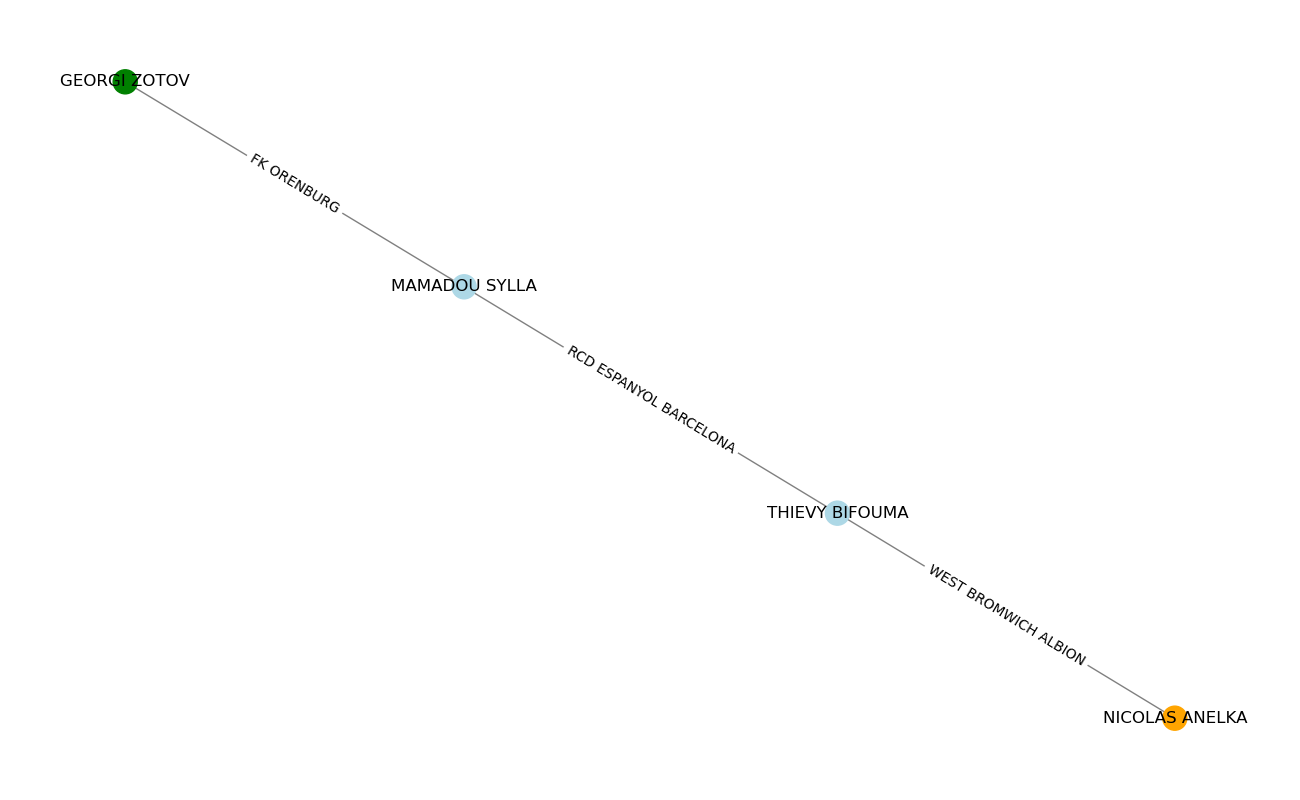 GEORGI ZOTOV
FK ORENBURG
MAMADOU SYLLA
RCD ESPANYOL BARCELONA
THIEVY BIFOUMA
WEST BROMWICH ALBION
NICOLAS ANELKA